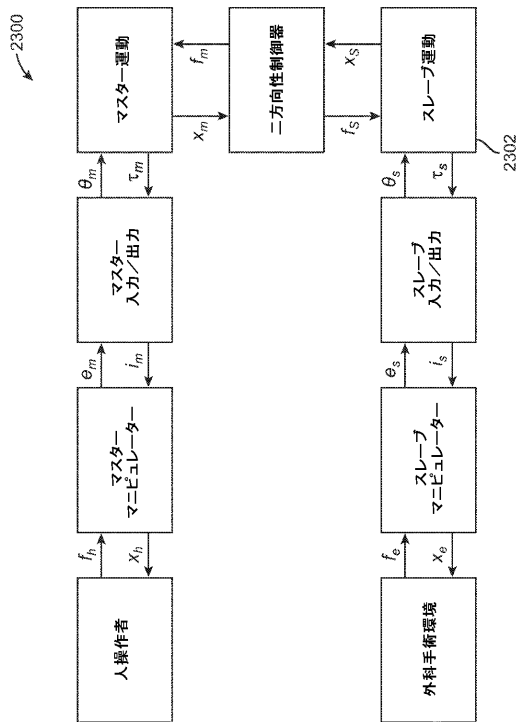 2300
人操作者
f_h
x_h
マスター
マニピュレーター
e_m
i_m
マスター
入力/出力
θ_m
τ_m
マスター運動
x_m
f_m
二方向性制御器
f_S
x_S
外科手術環境
f_e
x_e
スレーブ
マニピュレーター
e_s
i_s
スレーブ
入力/出力
θ_s
τ_s
スレーブ運動
2302